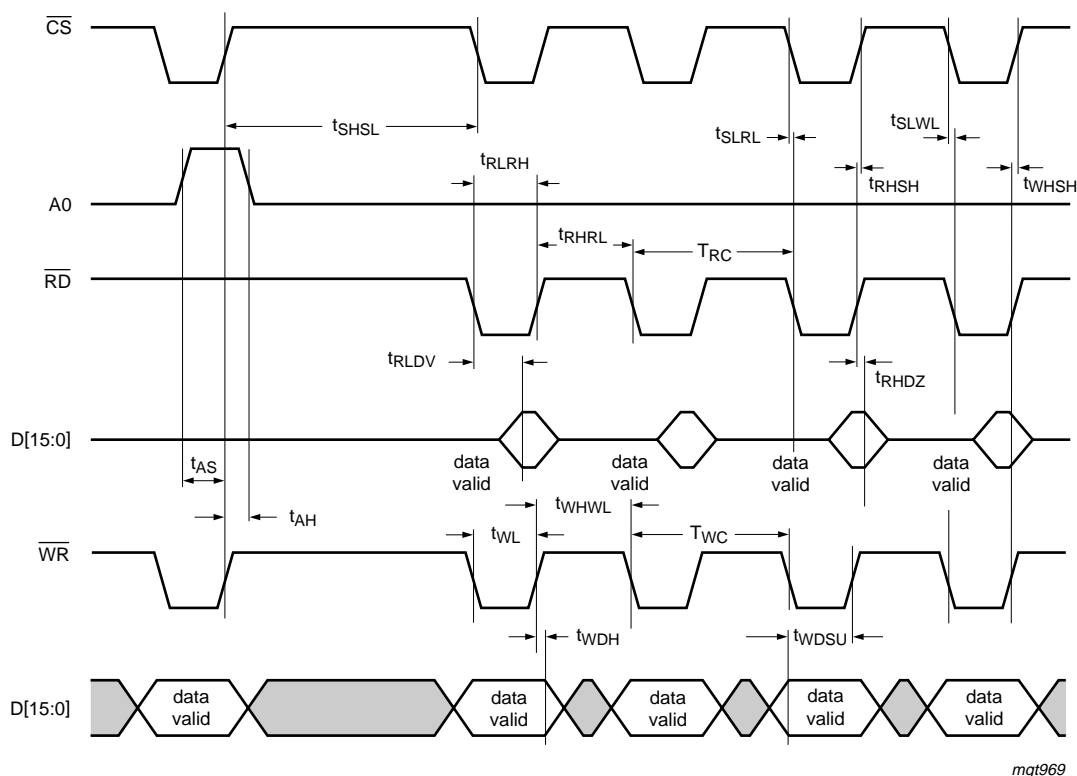 CS
tSHSL
tSLRL
tSLWL
tRLRH
tRHSH
tWHSH
A0
tRHRL
TRC
RD
tRLDV
tRHDZ
D[15:0]
data
valid
data
valid
data
valid
data
valid
tAS
tWHWL
tAH
tWL
TWC
WR
tWDH
tWDSU
D[15:0]
data
valid
data
valid
data
valid
data
valid
data
valid
mgt969